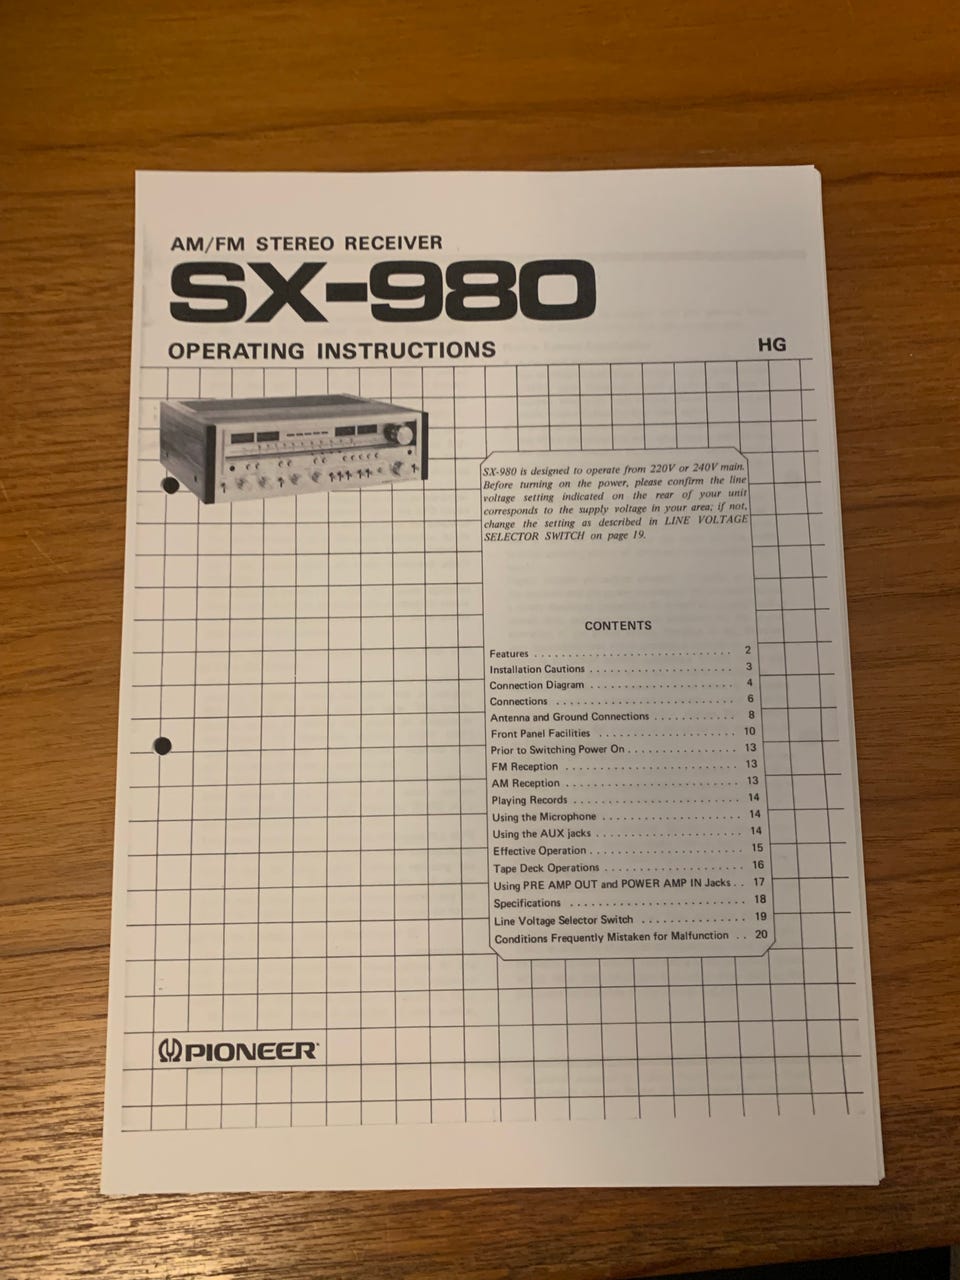 AM/FM STEREO RECEIVER
SX-980
OPERATING INSTRUCTIONS
HG
SX-980 is designed to operate from 220V or 240V main.
Before turning on the power, please confirm the line
voltage setting indicated on the rear of your unit
corresponds to the supply voltage in your area; if not,
change the setting as described in LINE VOLTAGE
SELECTOR SWITCH on page 19.
CONTENTS
Features . . . . . . . . . . . . . . . . . . . . . . . . . . . . . 2
Installation Cautions . . . . . . . . . . . . . . . . . . . . . 3
Connection Diagram . . . . . . . . . . . . . . . . . . . . . 4
Connections . . . . . . . . . . . . . . . . . . . . . . . . . . 6
Antenna and Ground Connections . . . . . . . . . . . . 8
Front Panel Facilities . . . . . . . . . . . . . . . . . . . . 10
Prior to Switching Power On . . . . . . . . . . . . . . . . 13
FM Reception . . . . . . . . . . . . . . . . . . . . . . . . . 13
AM Reception . . . . . . . . . . . . . . . . . . . . . . . . . 13
Playing Records . . . . . . . . . . . . . . . . . . . . . . . . 14
Using the Microphone . . . . . . . . . . . . . . . . . . . . 14
Using the AUX jacks . . . . . . . . . . . . . . . . . . . . . 14
Effective Operation . . . . . . . . . . . . . . . . . . . . . . 15
Tape Deck Operations . . . . . . . . . . . . . . . . . . . . 16
Using PRE AMP OUT and POWER AMP IN Jacks . . 17
Specifications . . . . . . . . . . . . . . . . . . . . . . . . . 18
Line Voltage Selector Switch . . . . . . . . . . . . . . . 19
Conditions Frequently Mistaken for Malfunction . . 20
PIONEER